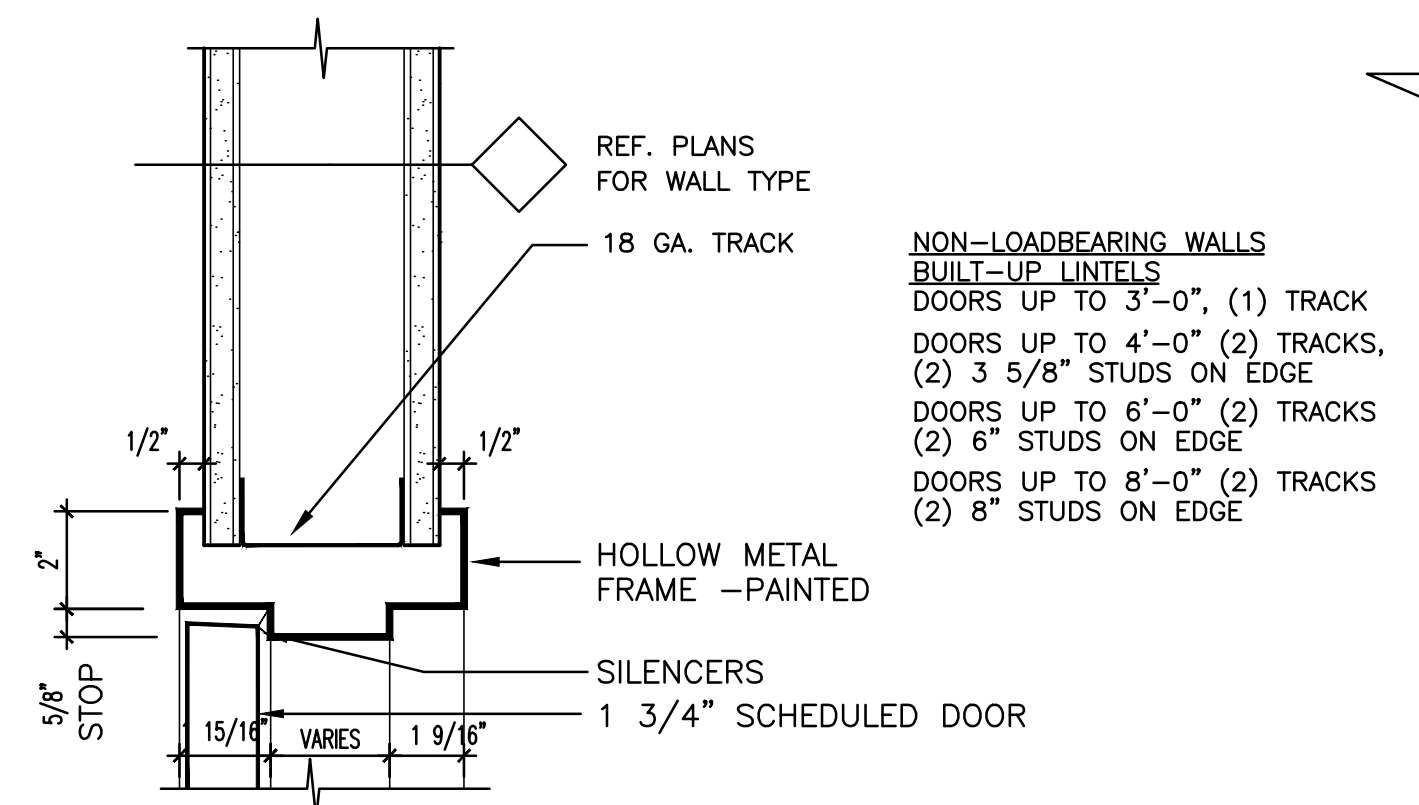 REF. PLANS
FOR WALL TYPE
18 GA. TRACK
NON-LOADBEARING WALLS
BUILT-UP LINTELS
DOORS UP TO 3'-0", (1) TRACK
DOORS UP TO 4'-0" (2) TRACKS,
(2) 3 5/8" STUDS ON EDGE
DOORS UP TO 6'-0" (2) TRACKS
(2) 6" STUDS ON EDGE
DOORS UP TO 8'-0" (2) TRACKS
(2) 8" STUDS ON EDGE
1/2"
1/2"
2"
HOLLOW METAL
FRAME -PAINTED
5/8"
STOP
SILENCERS
1 3/4" SCHEDULED DOOR
15/16"
VARIES
1 9/16"